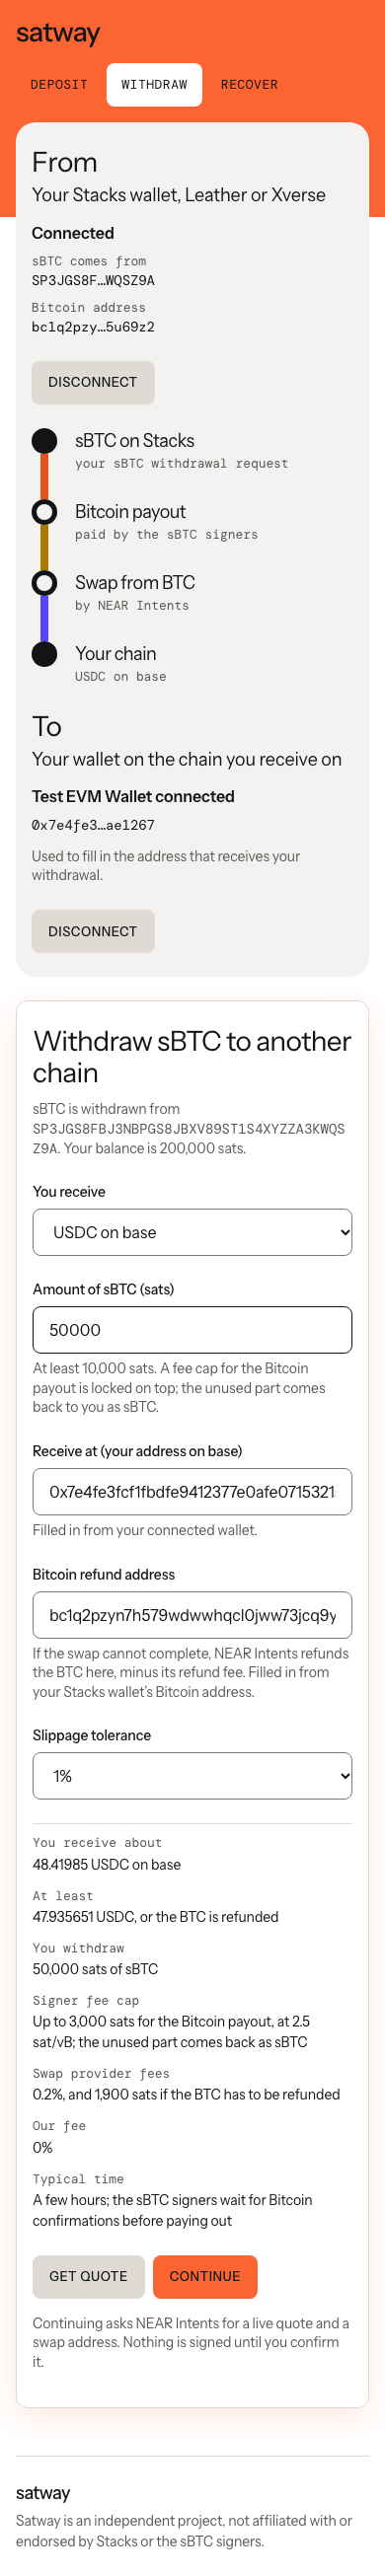 satway
DEPOSIT
WITHDRAW
RECOVER
From
Your Stacks wallet, Leather or Xverse
Connected
sBTC comes from
SP3JGS8F…WQSZ9A
Bitcoin address
bc1q2pzy…5u69z2
DISCONNECT
sBTC on Stacks
your sBTC withdrawal request
Bitcoin payout
paid by the sBTC signers
Swap from BTC
by NEAR Intents
Your chain
USDC on base
To
Your wallet on the chain you receive on
Test EVM Wallet connected
0x7e4fe3…ae1267
Used to fill in the address that receives your
withdrawal.
DISCONNECT
Withdraw sBTC to another
chain
sBTC is withdrawn from
SP3JGS8FBJ3NBPGS8JBXV89ST1S4XYZZA3KWQS
Z9A. Your balance is 200,000 sats.
You receive
USDC on base
Amount of sBTC (sats)
50000
At least 10,000 sats. A fee cap for the Bitcoin
payout is locked on top; the unused part comes
back to you as sBTC.
Receive at (your address on base)
0x7e4fe3fcf1fbdfe9412377e0afe0715321
Filled in from your connected wallet.
Bitcoin refund address
bc1q2pzyn7h579wdwwhqcl0jww73jcq9y
If the swap cannot complete, NEAR Intents refunds
the BTC here, minus its refund fee. Filled in from
your Stacks wallet's Bitcoin address.
Slippage tolerance
1%
You receive about
48.41985 USDC on base
At least
47.935651 USDC, or the BTC is refunded
You withdraw
50,000 sats of sBTC
Signer fee cap
Up to 3,000 sats for the Bitcoin payout, at 2.5
sat/vB; the unused part comes back as sBTC
Swap provider fees
0.2%, and 1,900 sats if the BTC has to be refunded
Our fee
0%
Typical time
A few hours; the sBTC signers wait for Bitcoin
confirmations before paying out
GET QUOTE
CONTINUE
Continuing asks NEAR Intents for a live quote and a
swap address. Nothing is signed until you confirm
it.
satway
Satway is an independent project, not affiliated with or
endorsed by Stacks or the sBTC signers.